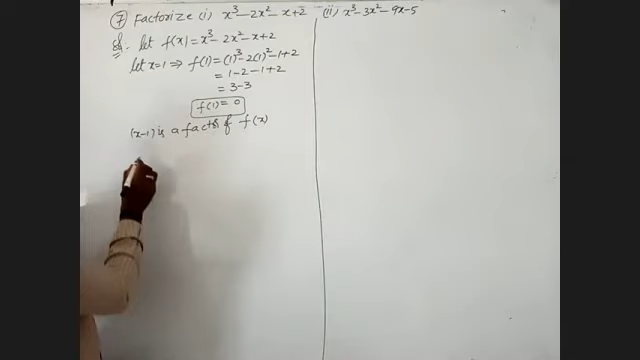 ⑦ Factorize (i) x³-2x²-x+2 (ii) x³-3x²-9x-5
Sol: let f(x)=x³-2x²-x+2
let x=1 ⇒ f(1)=(1)³-2(1)²-1+2
= 1-2-1+2
= 3-3
f(1)=0
(x-1) is a factor of f(x)